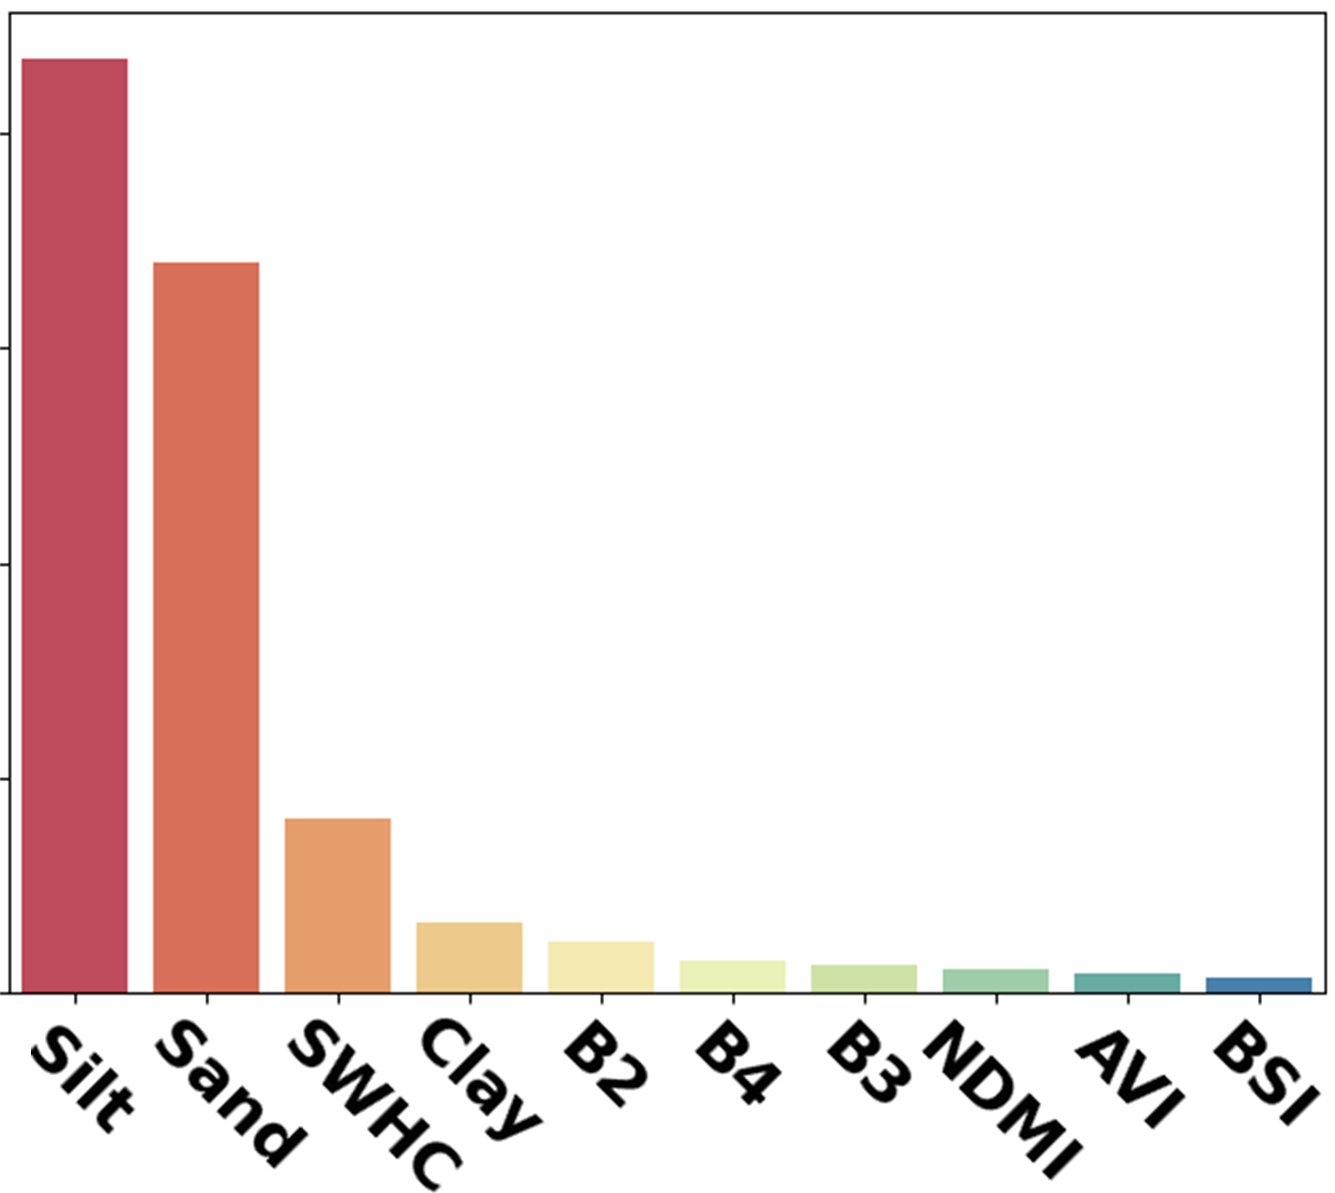 Silt
Sand
SWHC
Clay
B2
B4
B3
NDMI
AVI
BSI